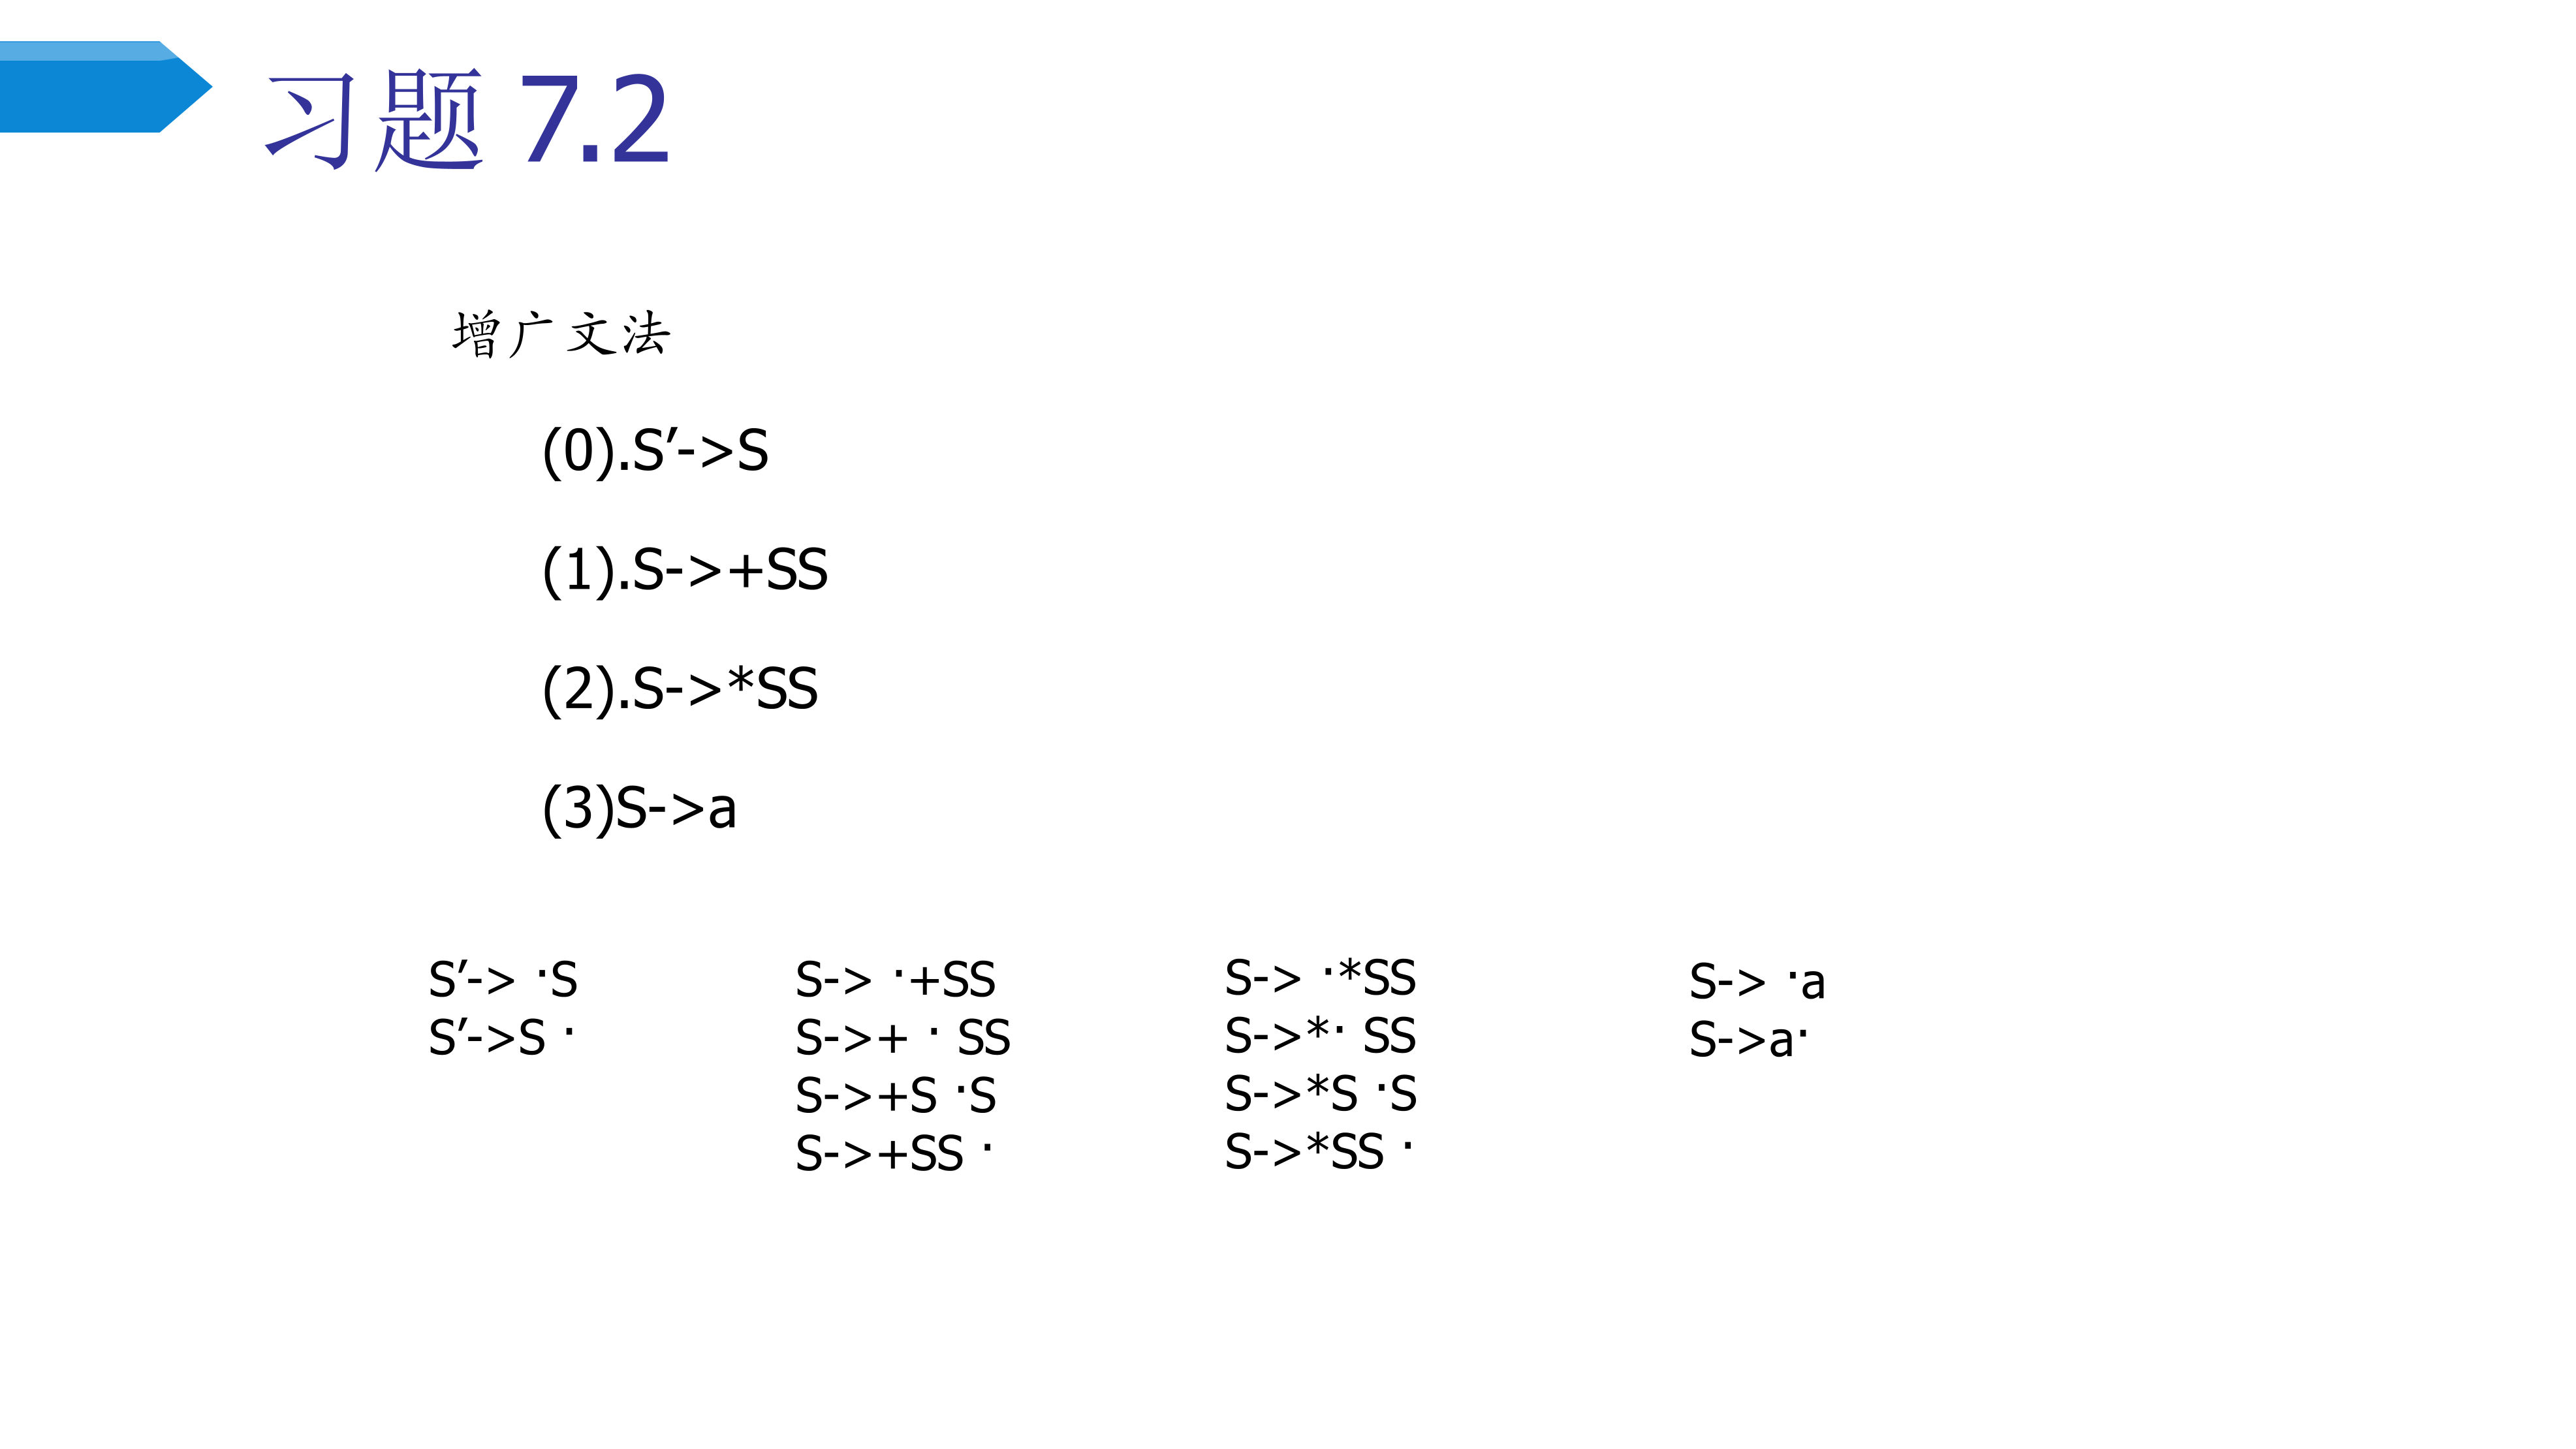 习题 7.2
增广文法
(0).S’->S
(1).S->+SS
(2).S->*SS
(3)S->a
S’-> ·S
S’->S ·
S-> ·+SS
S->+ · SS
S->+S ·S
S->+SS ·
S-> ·*SS
S->*· SS
S->*S ·S
S->*SS ·
S-> ·a
S->a·